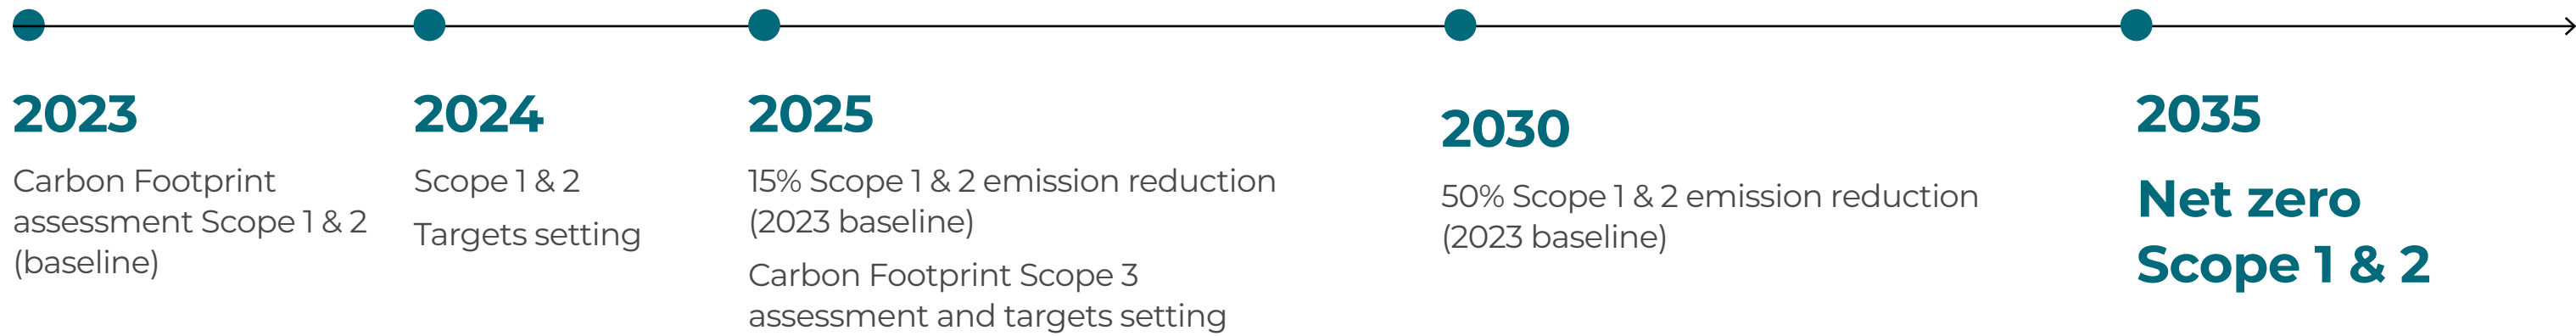 2023
Carbon Footprint
assessment Scope 1 & 2
(baseline)
2024
Scope 1 & 2
Targets setting
2025
15% Scope 1 & 2 emission reduction
(2023 baseline)
Carbon Footprint Scope 3
assessment and targets setting
2030
50% Scope 1 & 2 emission reduction
(2023 baseline)
2035
Net zero
Scope 1 & 2